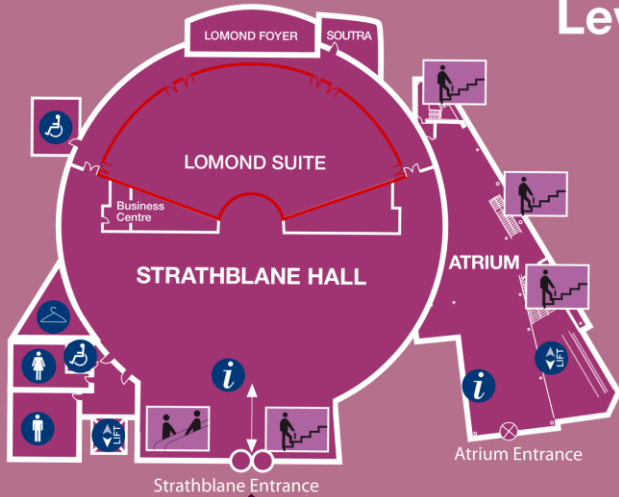 Lev
LOMOND FOYER
SOUTRA
LOMOND SUITE
Business
Centre
STRATHBLANE HALL
ATRIUM
i
LIFT
i
LIFT
Atrium Entrance
Strathblane Entrance